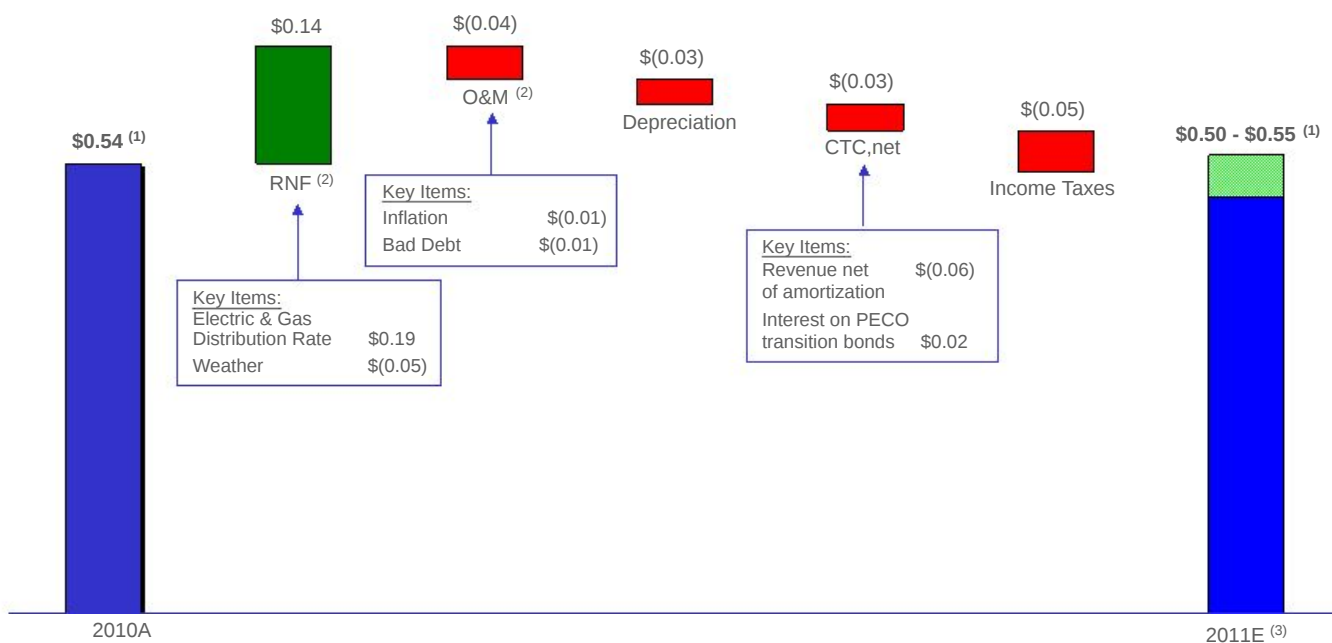 $0.54 (1)
2010A
$0.14
RNF (2)
Key Items:
Electric & Gas
Distribution Rate $0.19
Weather $(0.05)
$(0.04)
O&M (2)
Key Items:
Inflation $(0.01)
Bad Debt $(0.01)
$(0.03)
Depreciation
$(0.03)
CTC,net
Key Items:
Revenue net $(0.06)
of amortization
Interest on PECO
transition bonds $0.02
$(0.05)
Income Taxes
$0.50 - $0.55 (1)
2011E (3)